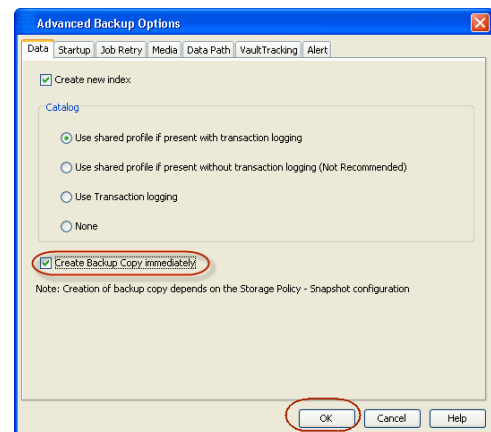 Advanced Backup Options
Data Startup Job Retry Media Data Path VaultTracking Alert
Create new index
Catalog
Use shared profile if present with transaction logging
Use shared profile if present without transaction logging (Not Recommended)
Use Transaction logging
None
Create Backup Copy immediately
Note: Creation of backup copy depends on the Storage Policy - Snapshot configuration
OK Cancel Help